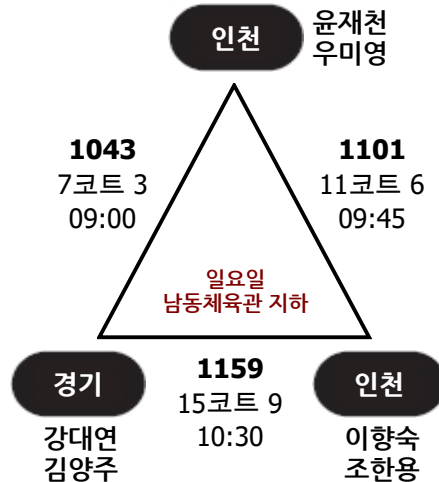 인천
윤재천
우미영
1043
7코트 3
09:00
1101
11코트 6
09:45
일요일
남동체육관 지하
경기
강대연
김양주
1159
15코트 9
10:30
인천
이향숙
조한용